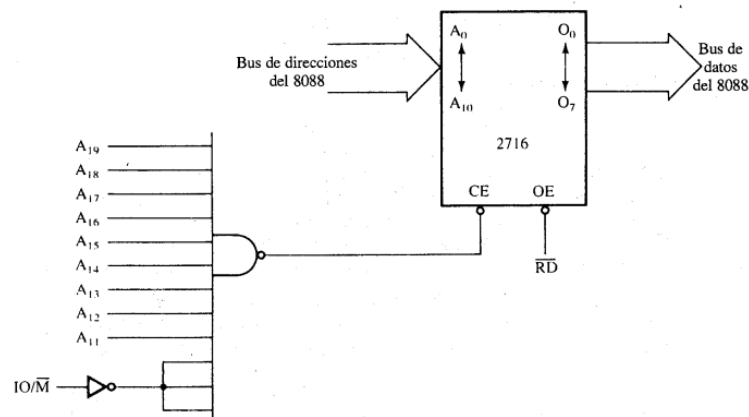 Bus de direcciones
del 8088
A₀
A₁₀
O₀
O₇
2716
CE
OE
Bus de
datos
del 8088
R̅D̅
A₁₉
A₁₈
A₁₇
A₁₆
A₁₅
A₁₄
A₁₃
A₁₂
A₁₁
IO/M̅